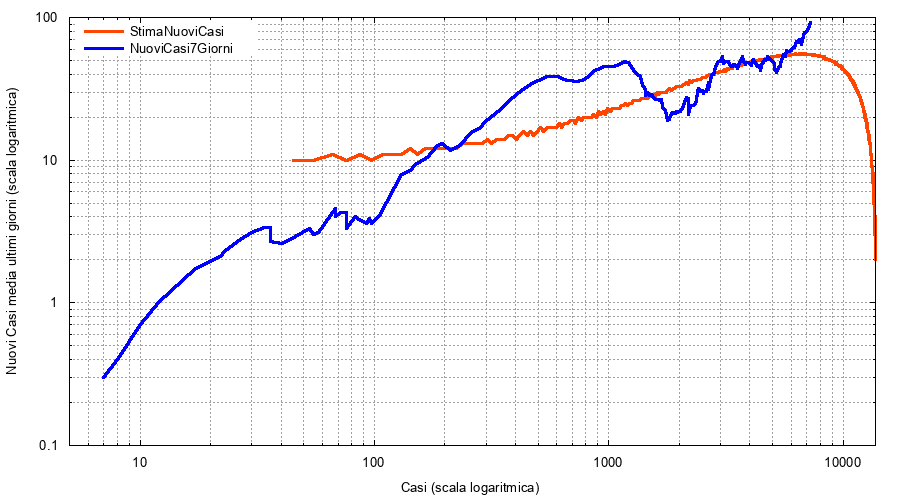 StimaNuoviCasi
NuoviCasi7Giorni
Nuovi Casi media ultimi giorni (scala logaritmica)
100
10
1
0.1
10 100 1000 10000
Casi (scala logaritmica)